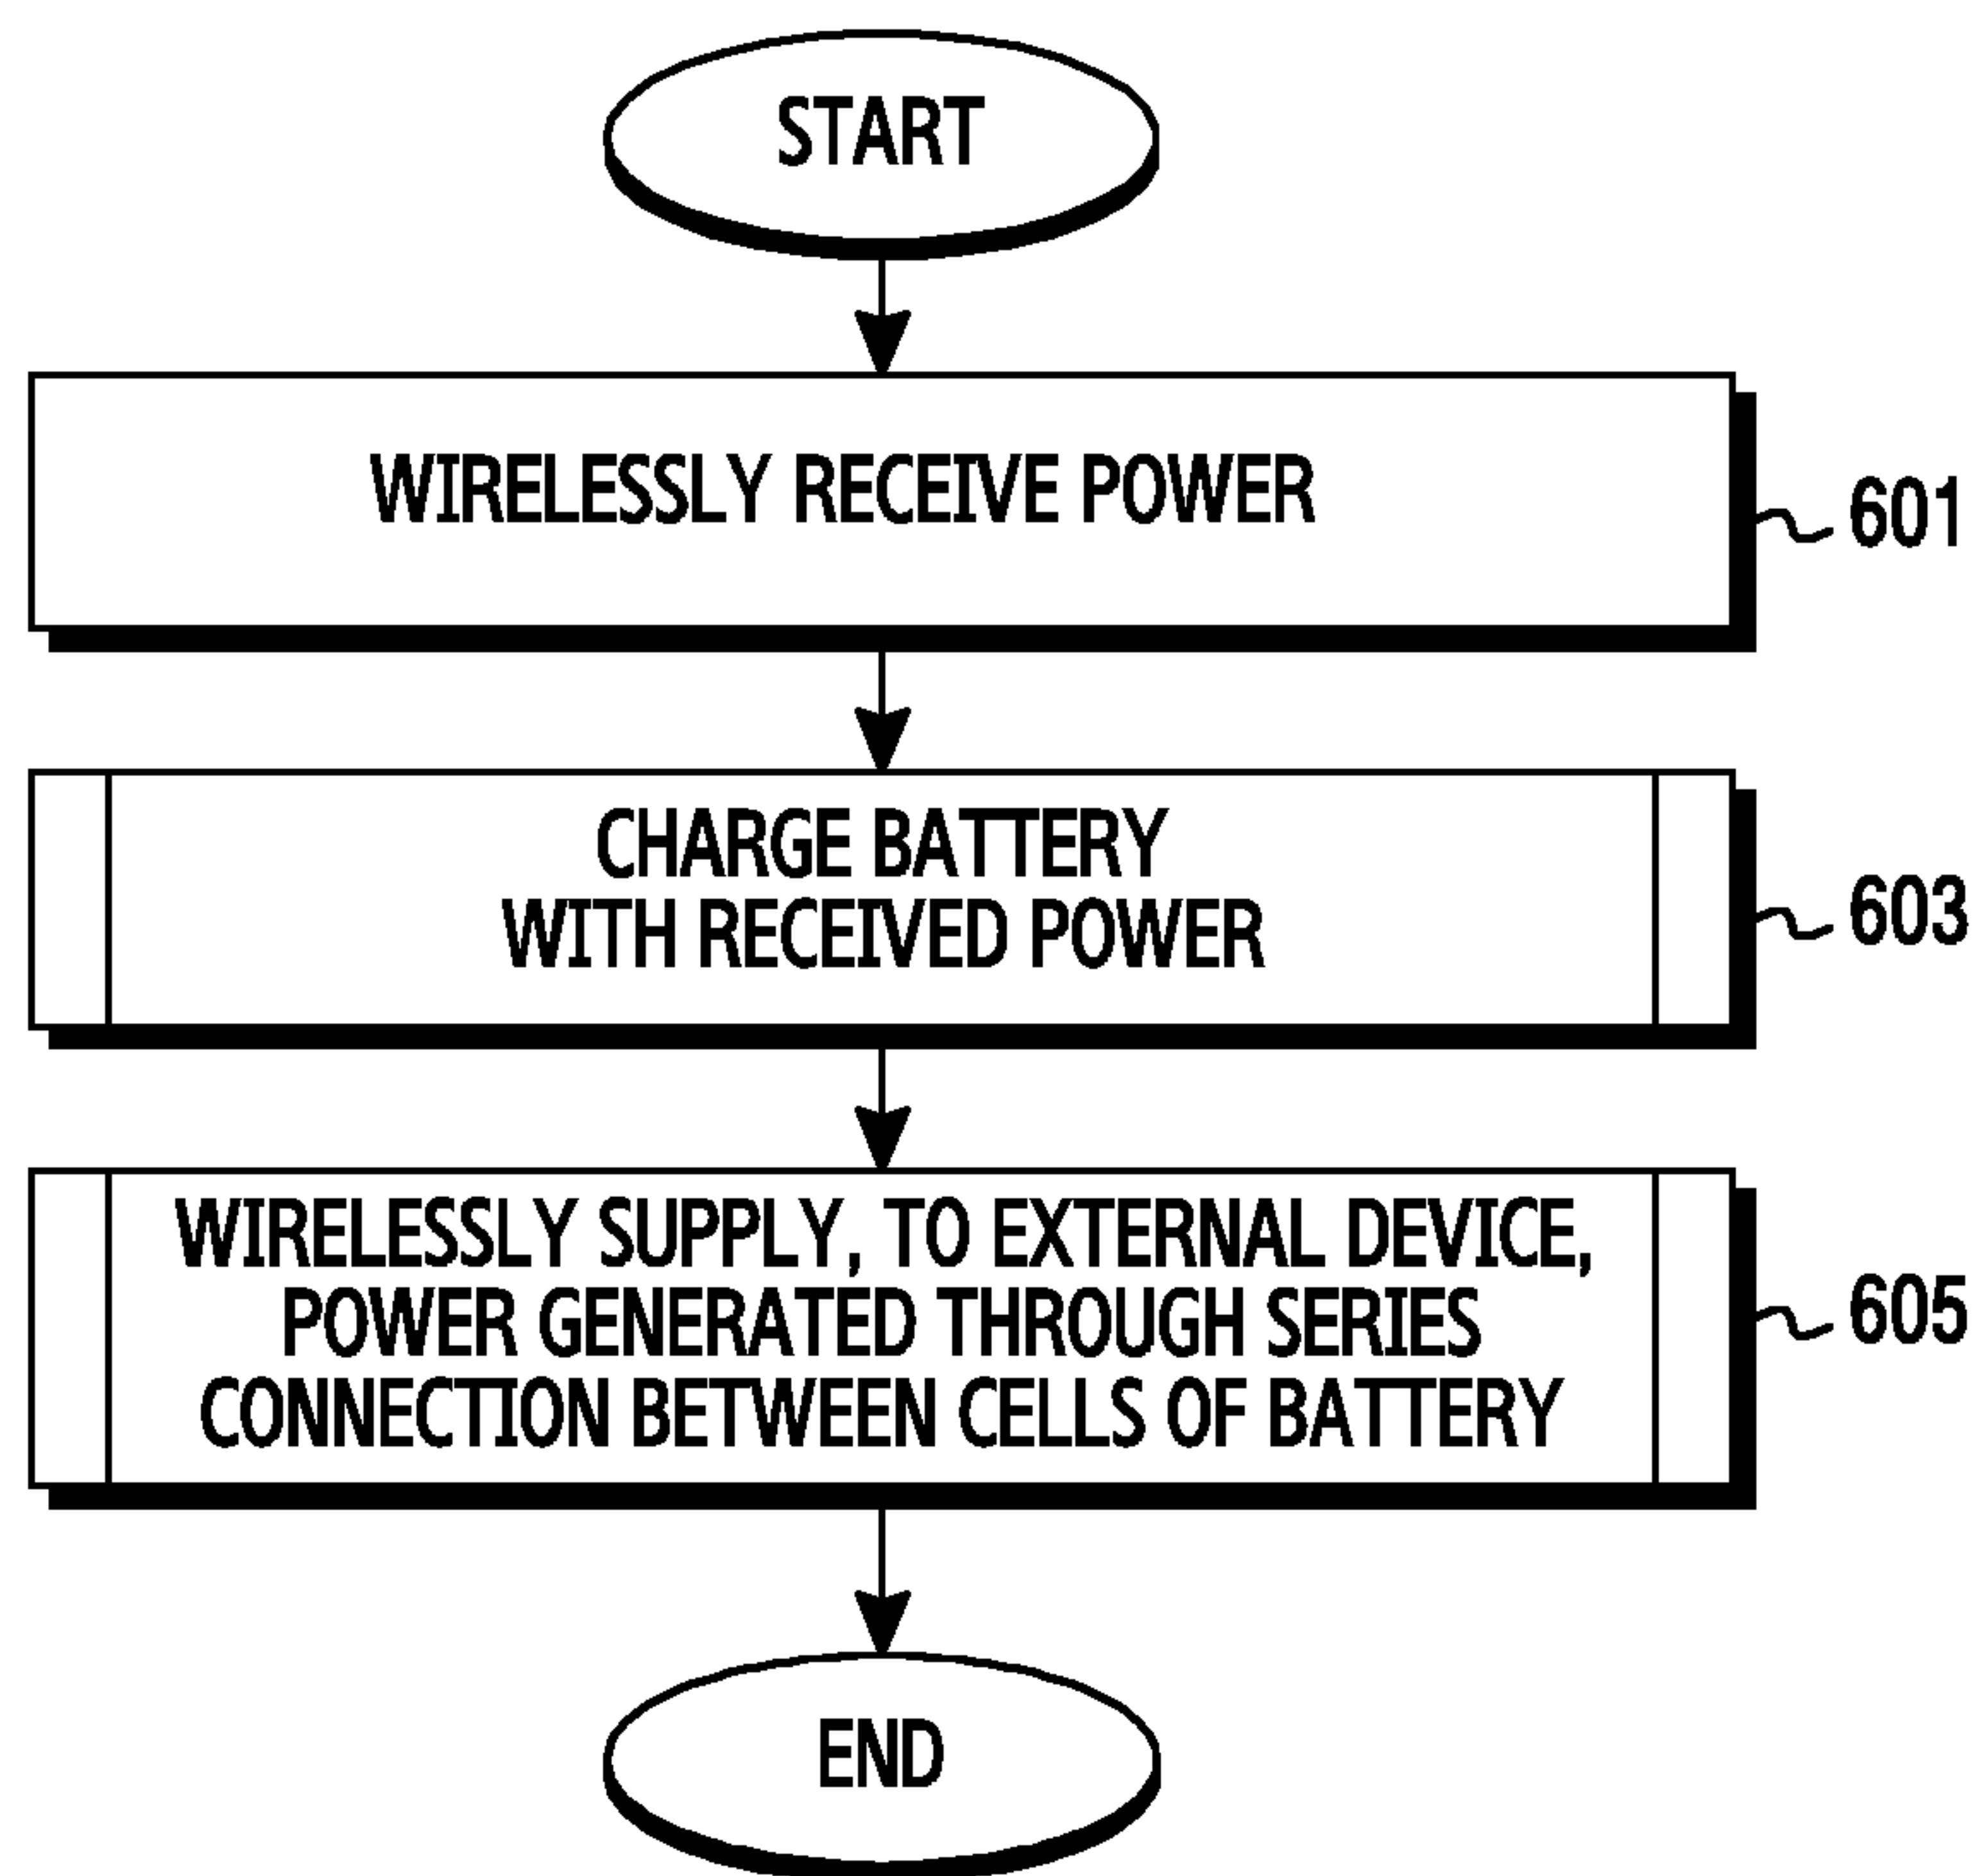 START
WIRELESSLY RECEIVE POWER
601
CHARGE BATTERY
WITH RECEIVED POWER
603
WIRELESSLY SUPPLY, TO EXTERNAL DEVICE,
POWER GENERATED THROUGH SERIES
CONNECTION BETWEEN CELLS OF BATTERY
605
END